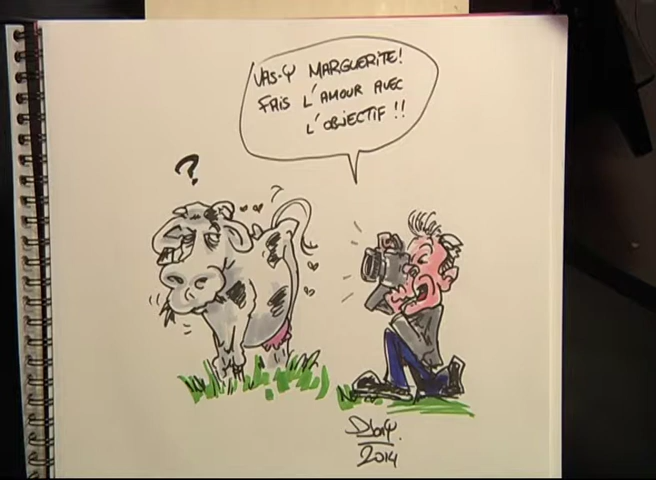 VAS-Y MARGUERITE!
FAIS L'AMOUR AVEC
L'OBJECTIF !!
?
2014